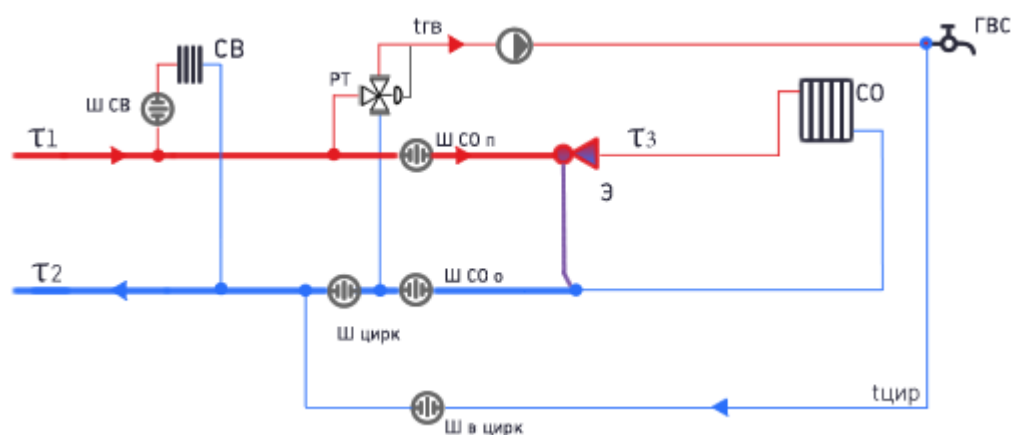 tгв
ГВС
СВ
РТ
Ш СВ
СО
τ1
Ш СО п
τ3
Э
τ2
Ш СО о
Ш цирк
tцир
Ш в цирк